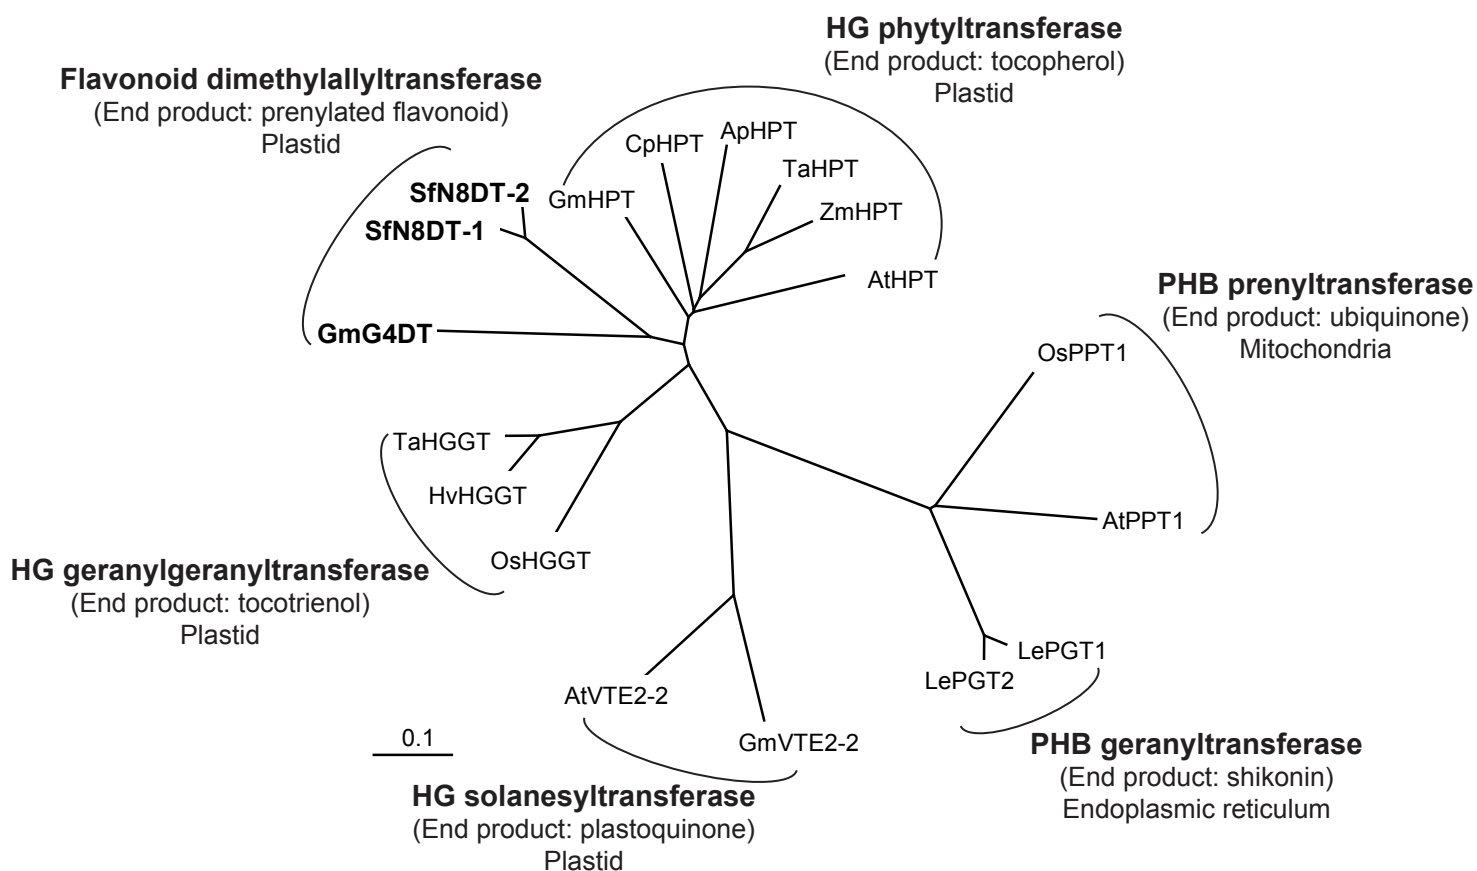 HG phytyltransferase
(End product: tocopherol)
Plastid
Flavonoid dimethylallyltransferase
(End product: prenylated flavonoid)
Plastid
CpHPT
ApHPT
TaHPT
SfN8DT-2
GmHPT
ZmHPT
SfN8DT-1
AtHPT
PHB prenyltransferase
(End product: ubiquinone)
Mitochondria
GmG4DT
OsPPT1
TaHGGT
HvHGGT
AtPPT1
OsHGGT
HG geranylgeranyltransferase
(End product: tocotrienol)
Plastid
LePGT1
LePGT2
AtVTE2-2
GmVTE2-2
0.1
PHB geranyltransferase
(End product: shikonin)
Endoplasmic reticulum
HG solanesyltransferase
(End product: plastoquinone)
Plastid